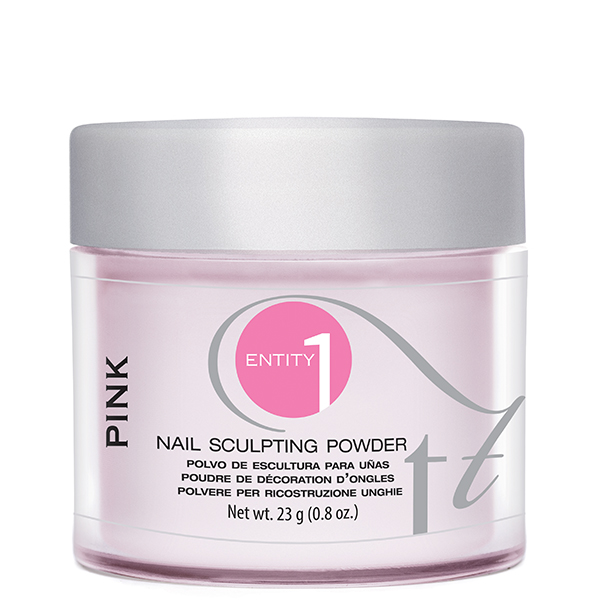 ENTITY 1
PINK
NAIL SCULPTING POWDER
POLVO DE ESCULTURA PARA UÑAS
POUDRE DE DÉCORATION D'ONGLES
POLVERE PER RICOSTRUZIONE UNGHIE
Net wt. 23 g (0.8 oz.)